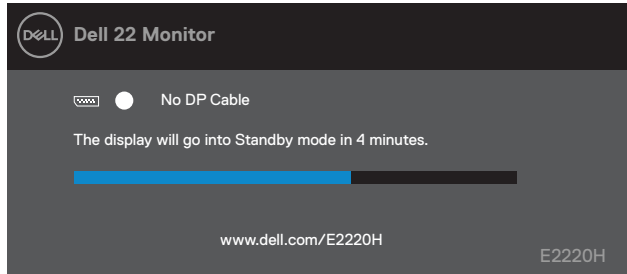 DELL Dell 22 Monitor
No DP Cable
The display will go into Standby mode in 4 minutes.
www.dell.com/E2220H
E2220H